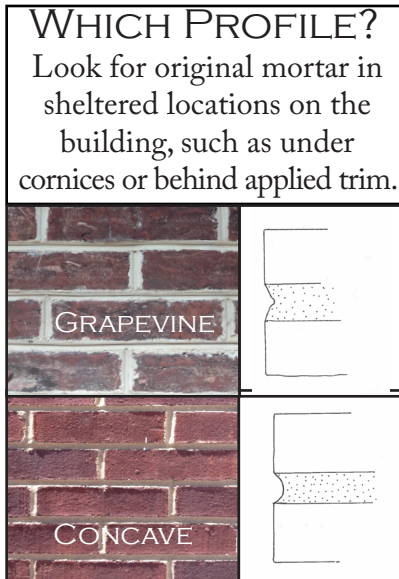 WHICH PROFILE?
Look for original mortar in
sheltered locations on the
building, such as under
cornices or behind applied trim.
GRAPEVINE
CONCAVE